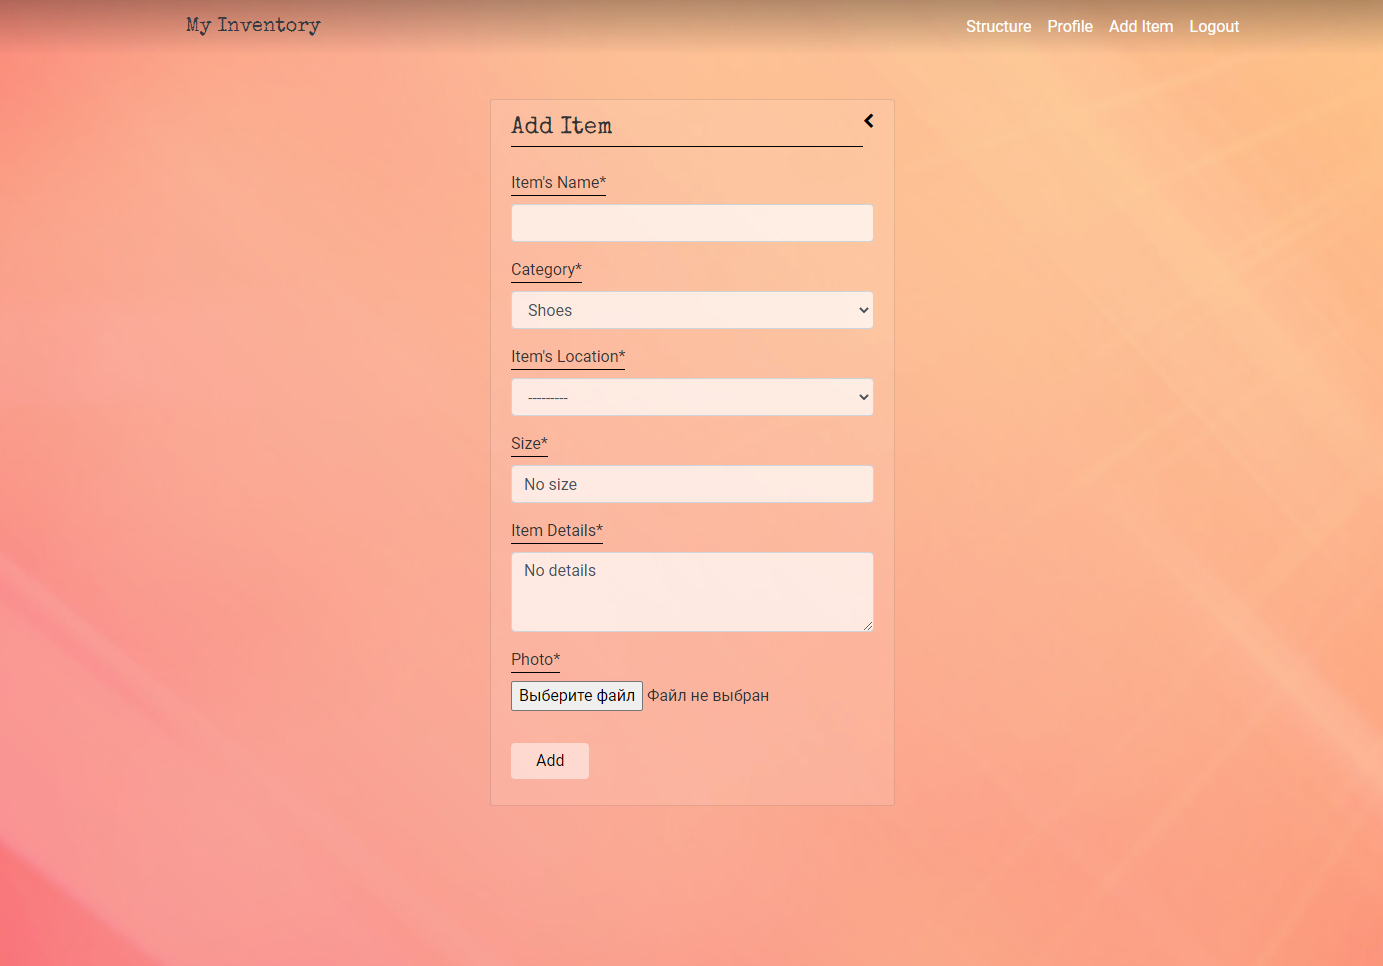 My Inventory
Structure Profile Add Item Logout
Add Item
Item's Name*
Category*
Shoes
Item's Location*
---------
Size*
No size
Item Details*
No details
Photo*
Выберите файл Файл не выбран
Add